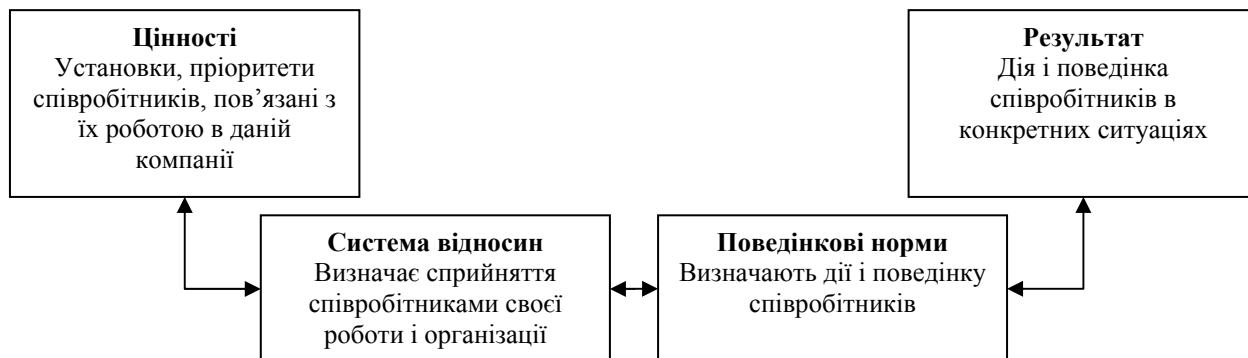 Цінності
Установки, пріоритети
співробітників, пов’язані з
їх роботою в даній
компанії
Результат
Дія і поведінка
співробітників в
конкретних ситуаціях
Система відносин
Визначає сприйняття
співробітниками своєї
роботи і організації
Поведінкові норми
Визначають дії і поведінку
співробітників